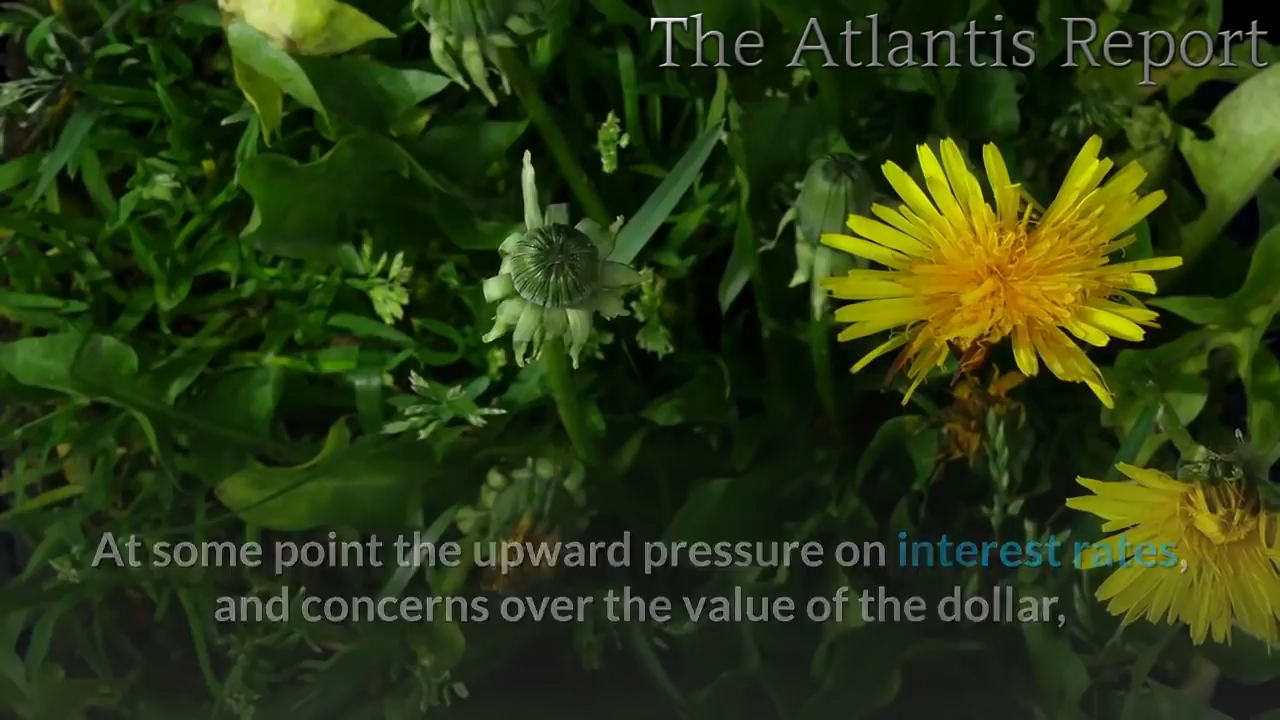 The Atlantis Report
At some point the upward pressure on interest rates,
and concerns over the value of the dollar,